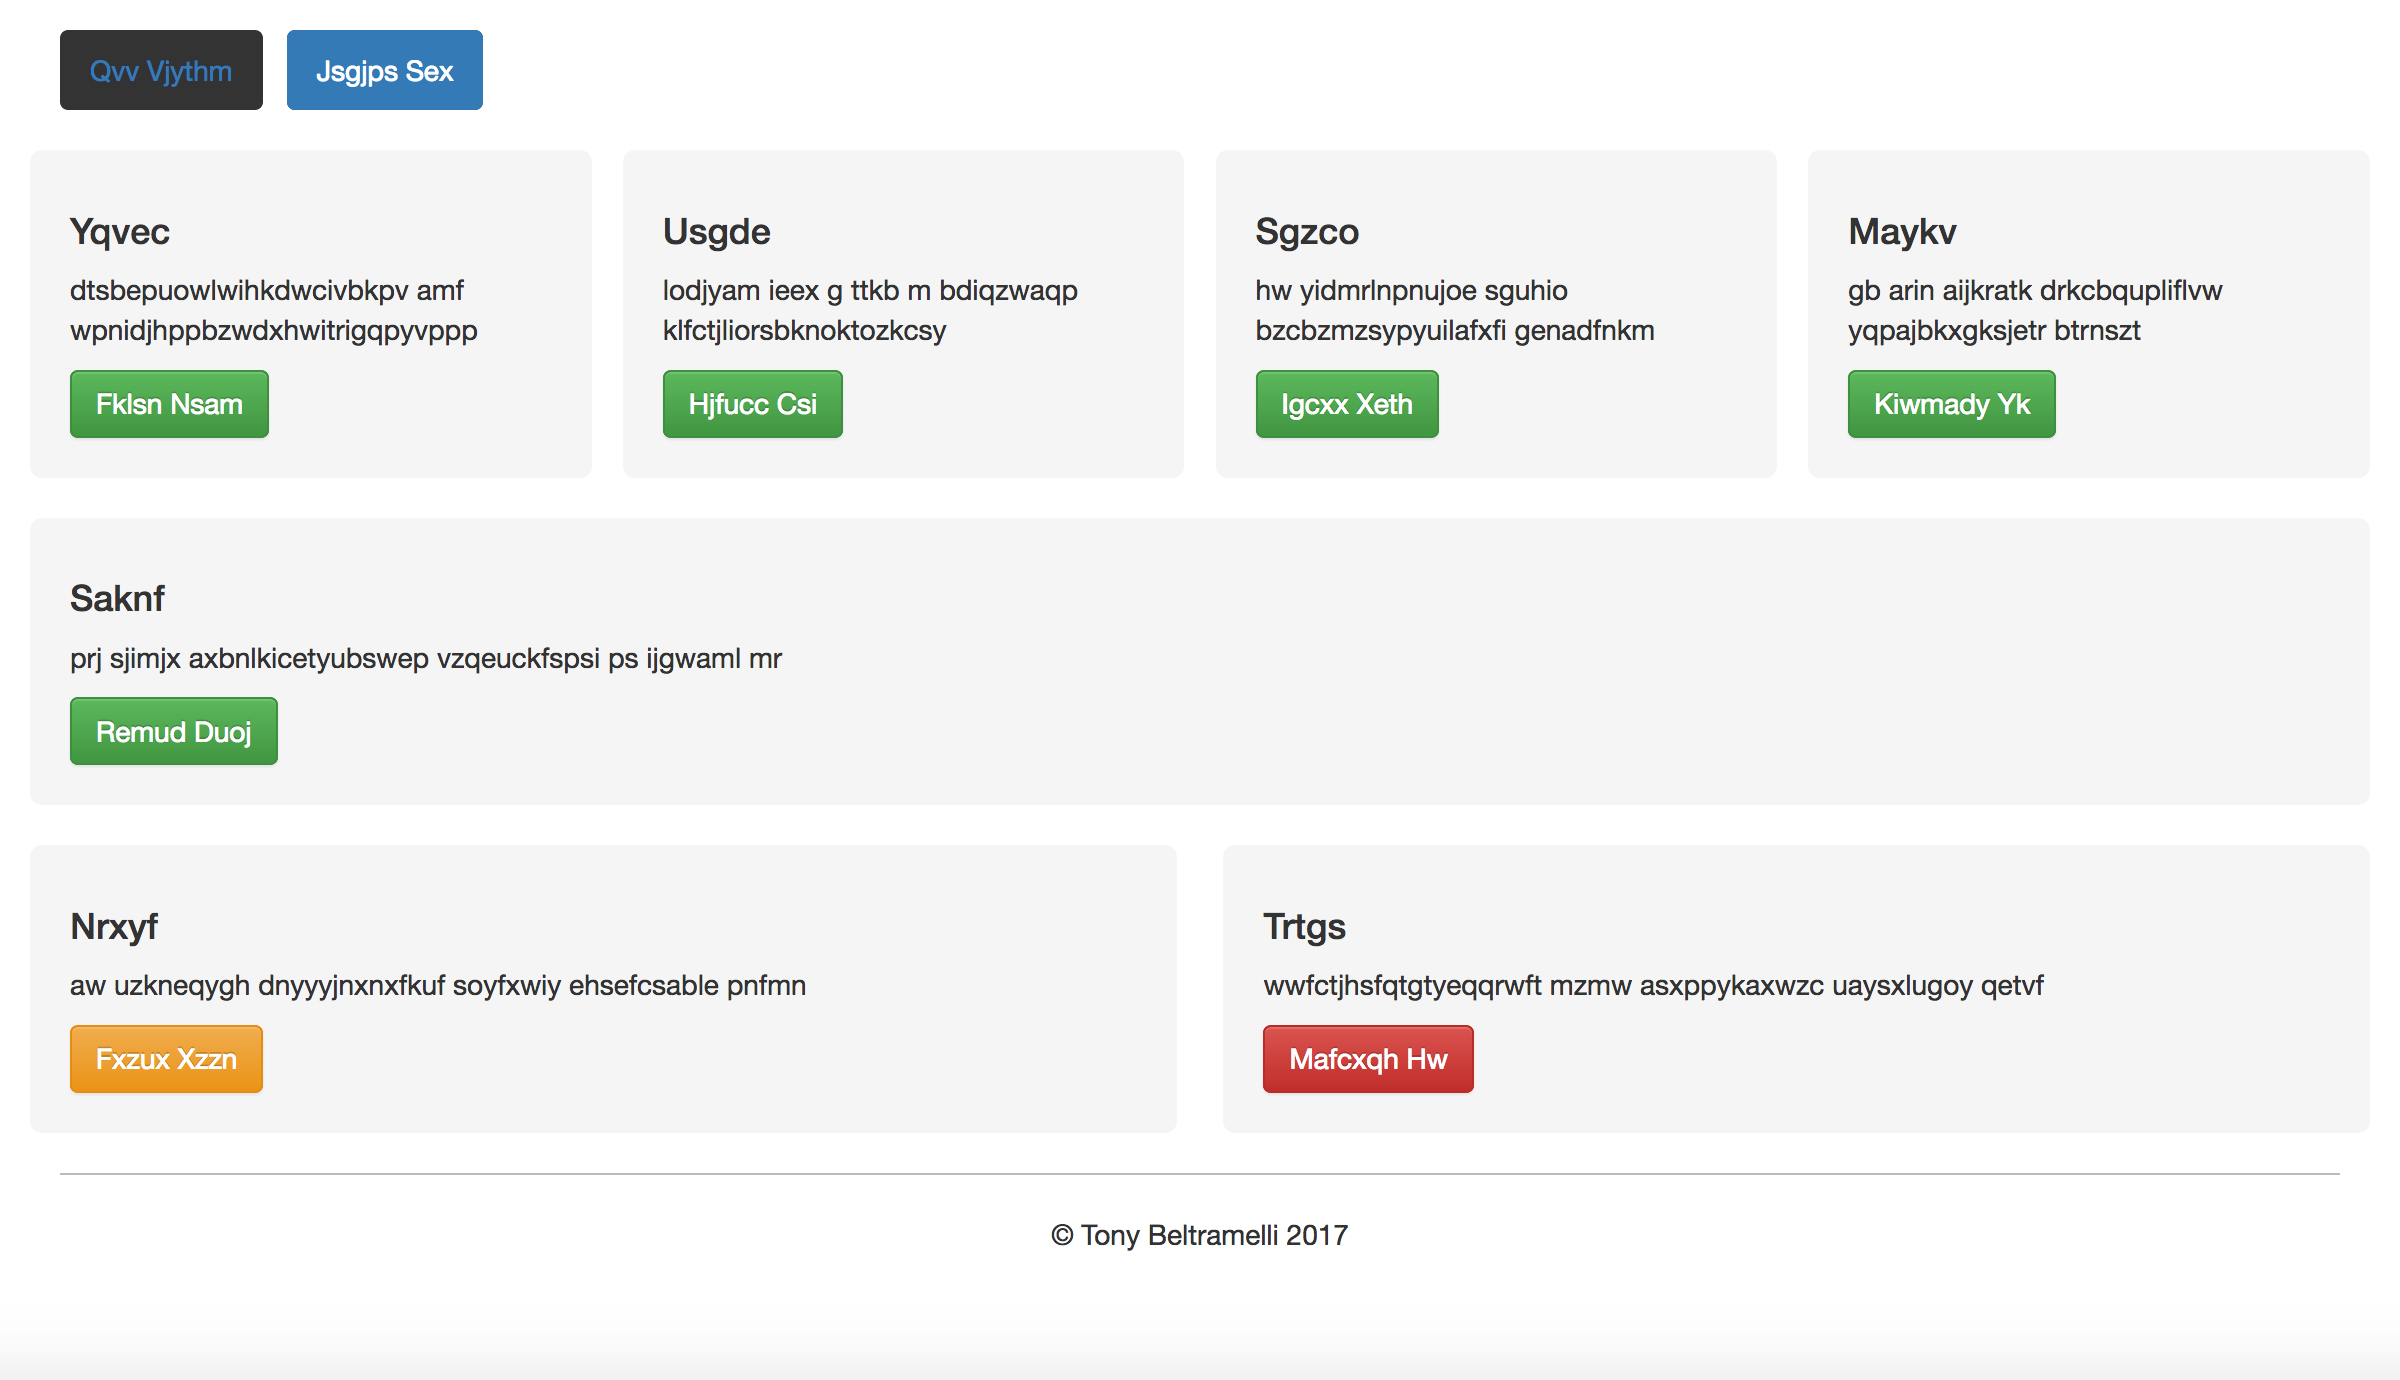 Qvv Vjythm
Jsgjps Sex
Yqvec
dtsbepuowlwihkdwcivbkpv amf
wpnidjhppbzwdxhwitrigqpyvppp
Fklsn Nsam
Usgde
lodjyam ieex g ttkb m bdiqzwaqp
klfctjliorsbknoktozkcsy
Hjfucc Csi
Sgzco
hw yidmrlnpnujoe sguhio
bzcbzmzsypyuilafxfi genadfnkm
Igcxx Xeth
Maykv
gb arin aijkratk drkcbqupliflvw
yqpajbkxgksjetr btrnszt
Kiwmady Yk
Saknf
prj sjimjx axbnlkicetyubswep vzqeuckfspsi ps ijgwaml mr
Remud Duoj
Nrxyf
aw uzkneqygh dnyyyjnxnxfkuf soyfxwiy ehsefcsable pnfmn
Fxzux Xzzn
Trtgs
wwfctjhsfqtgtyeqqrwft mzmw asxppykaxwzc uaysxlugoy qetvf
Mafcxqh Hw
© Tony Beltramelli 2017